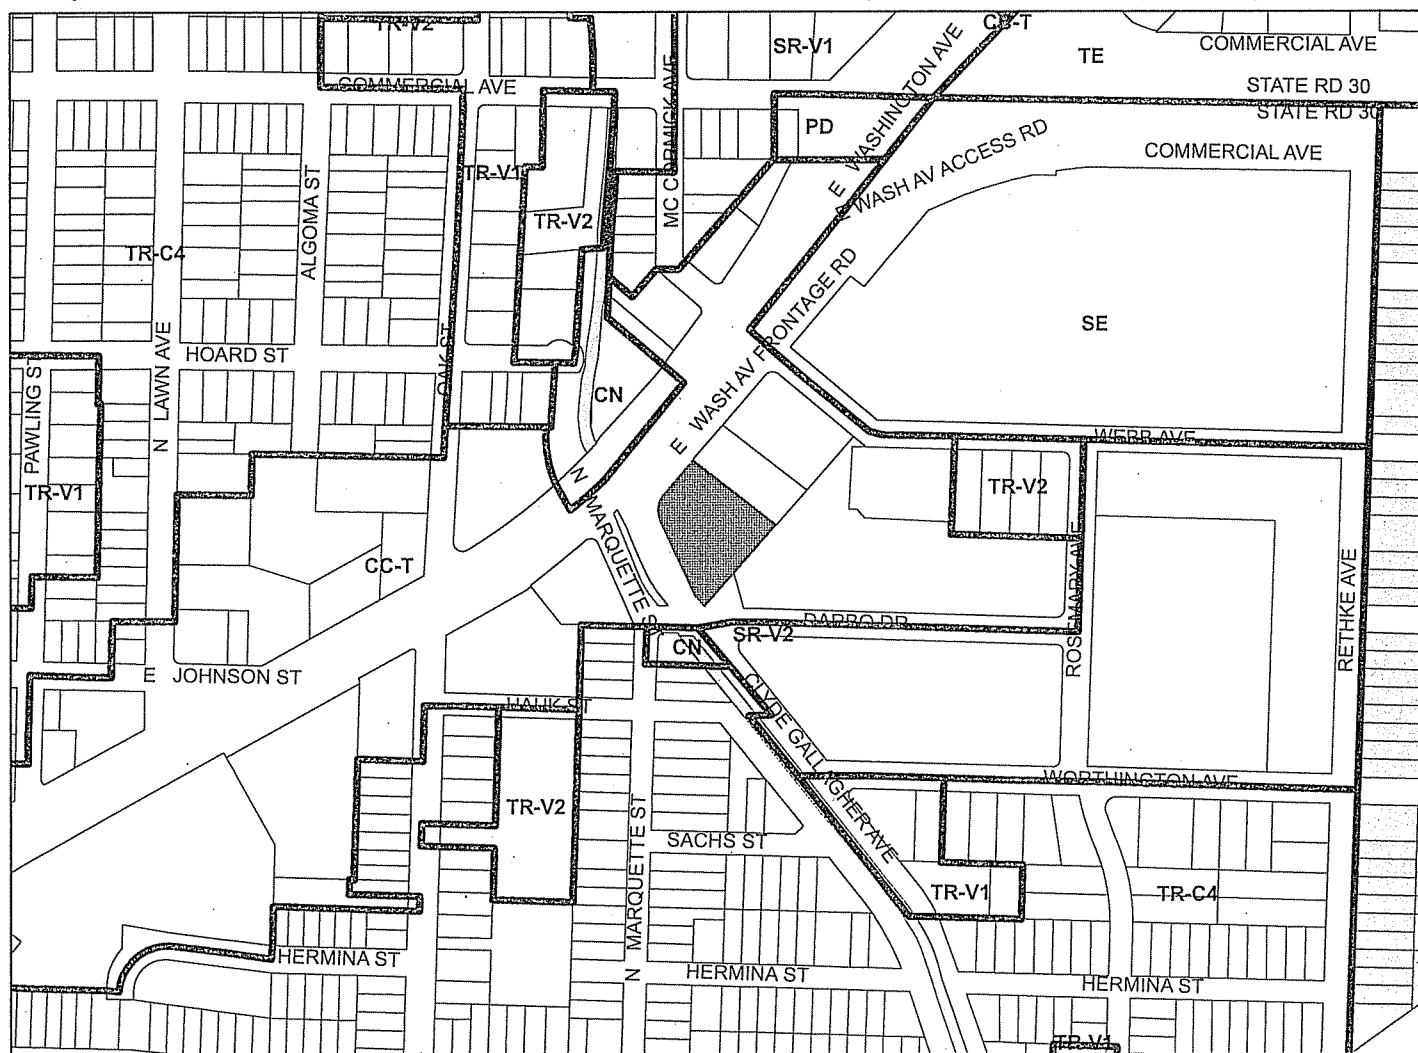 TR-V2
CC-T
SR-V1
TE
COMMERCIAL AVE
COMMERCIAL AVE
STATE RD 30
STATE RD 30
PD
E WASHINGTON AVE
E WASH AV ACCESS RD
COMMERCIAL AVE
MC CORMICK AVE
TR-V1
TR-V2
ALGOMA ST
TR-C4
SE
E WASH AV FRONTAGE RD
N LAWN AVE
HOARD ST
OAK ST
CN
PAWLING ST
WEBB AVE
TR-V1
TR-V2
N MARQUETTE ST
CC-T
ROSEMARY AVE
RETHKE AVE
DARBO DR
SR-V2
CN
E JOHNSON ST
CLYDE GALLAGHER AVE
HAUK ST
WORTHINGTON AVE
TR-V2
N MARQUETTE ST
SACHS ST
TR-V1
TR-C4
HERMINA ST
HERMINA ST
HERMINA ST
TR-V1